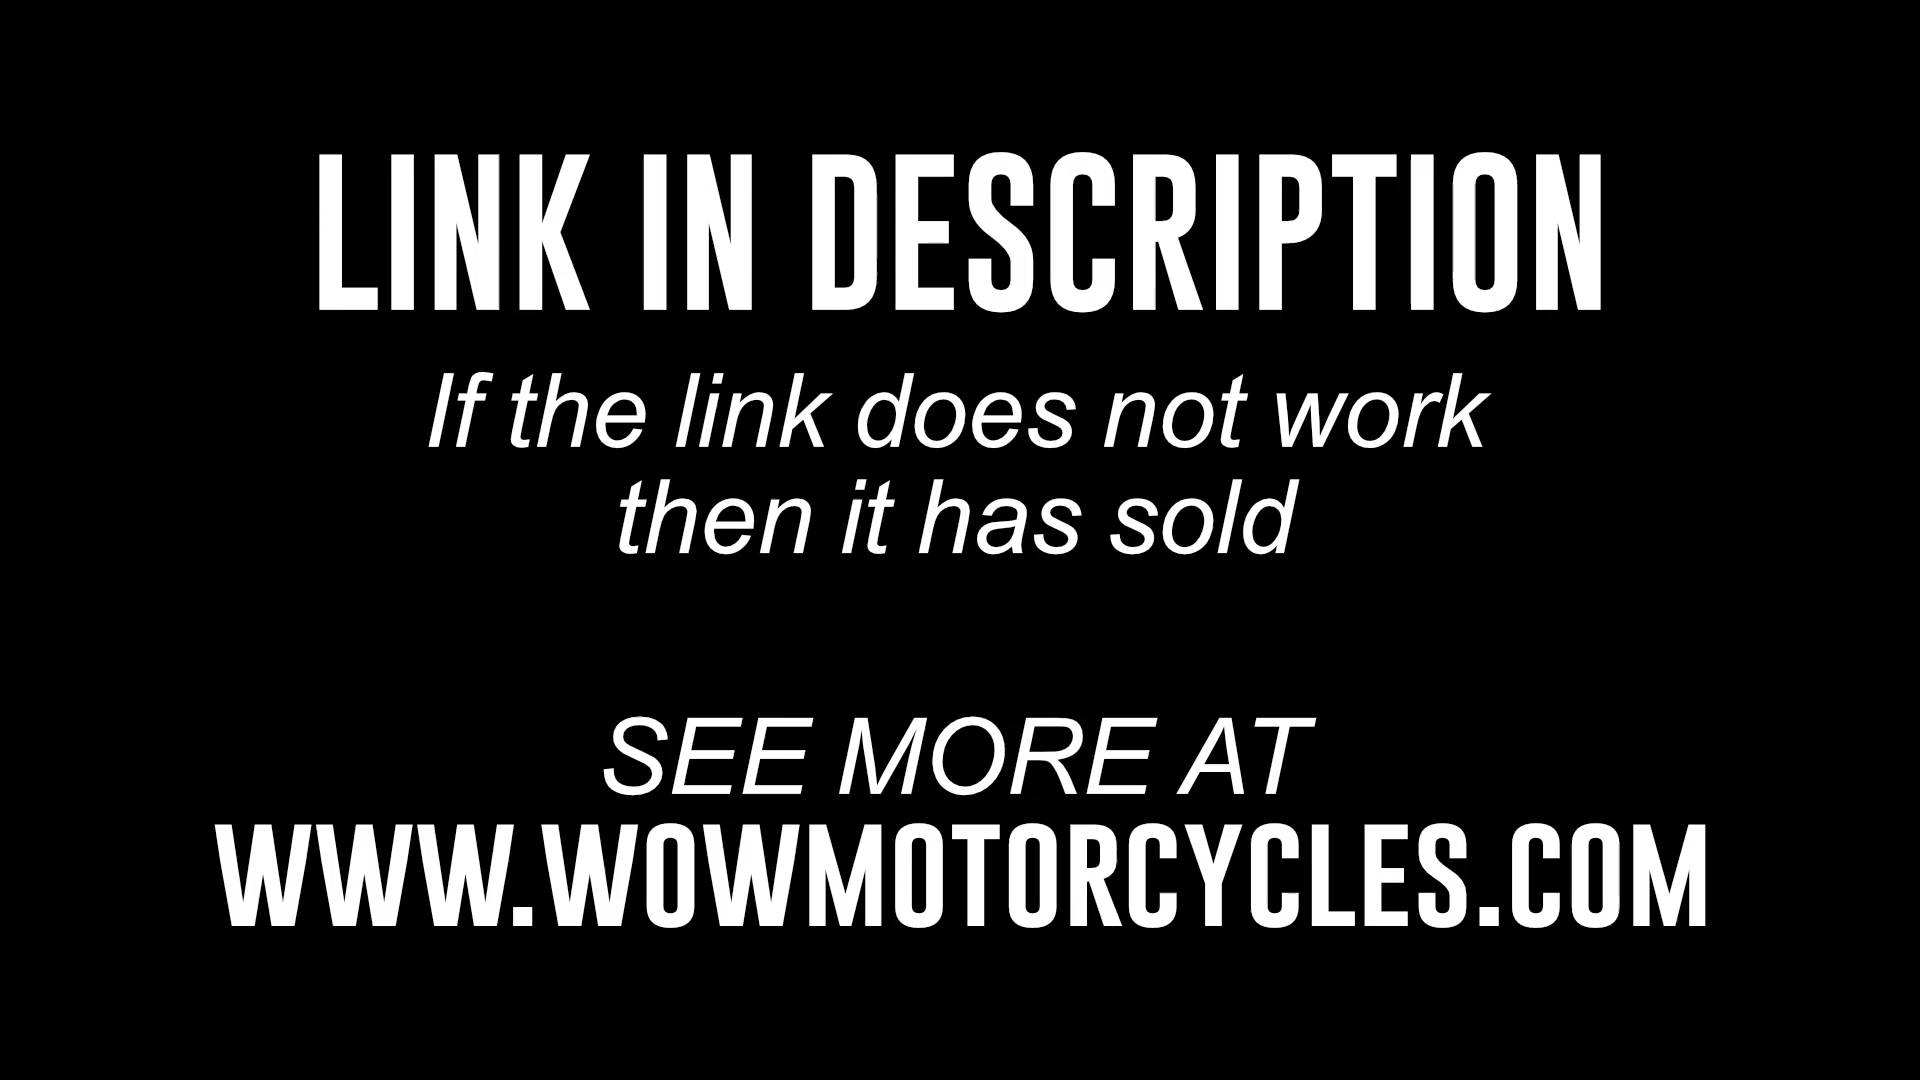 LINK IN DESCRIPTION
If the link does not work
then it has sold
SEE MORE AT
WWW.WOWMOTORCYCLES.COM